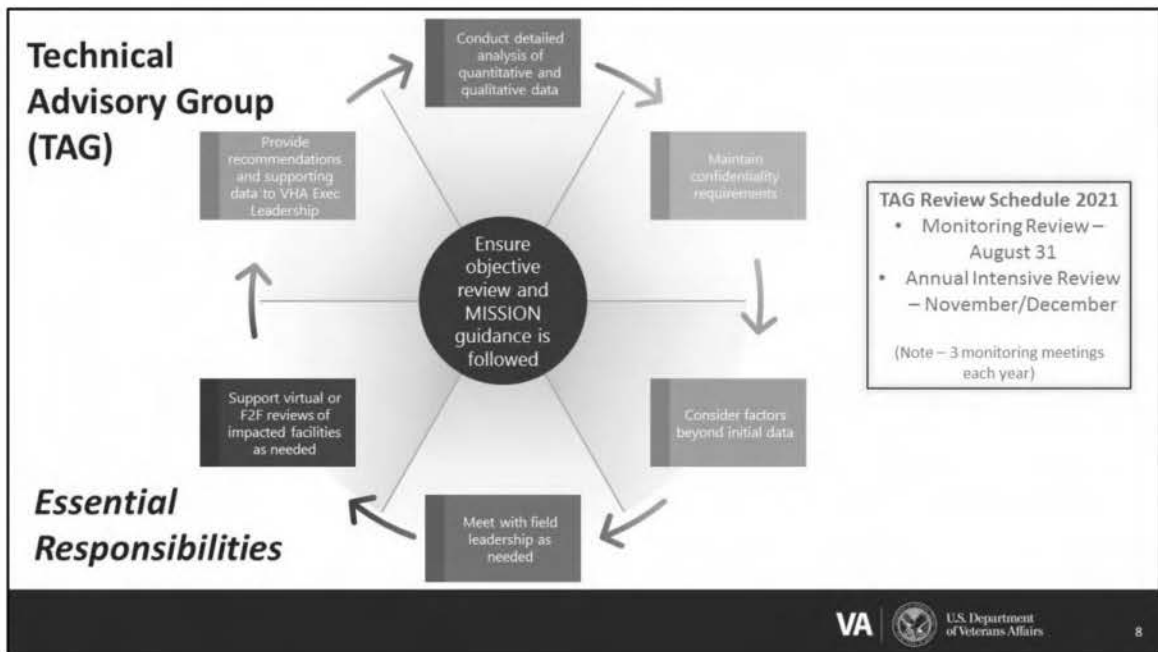 Technical
Advisory Group
(TAG)
Conduct detailed
analysis of
quantitative and
qualitative data
Maintain
confidentiality
requirements
Consider factors
beyond initial data
Meet with field
leadership as
needed
Support virtual or
F2F reviews of
impacted facilities
as needed
Provide
recommendations
and supporting
data to VHA Exec
Leadership
Ensure
objective
review and
MISSION
guidance is
followed
TAG Review Schedule 2021
• Monitoring Review –
August 31
• Annual Intensive Review
– November/December
(Note – 3 monitoring meetings
each year)
Essential
Responsibilities
VA
U.S. Department
of Veterans Affairs
8